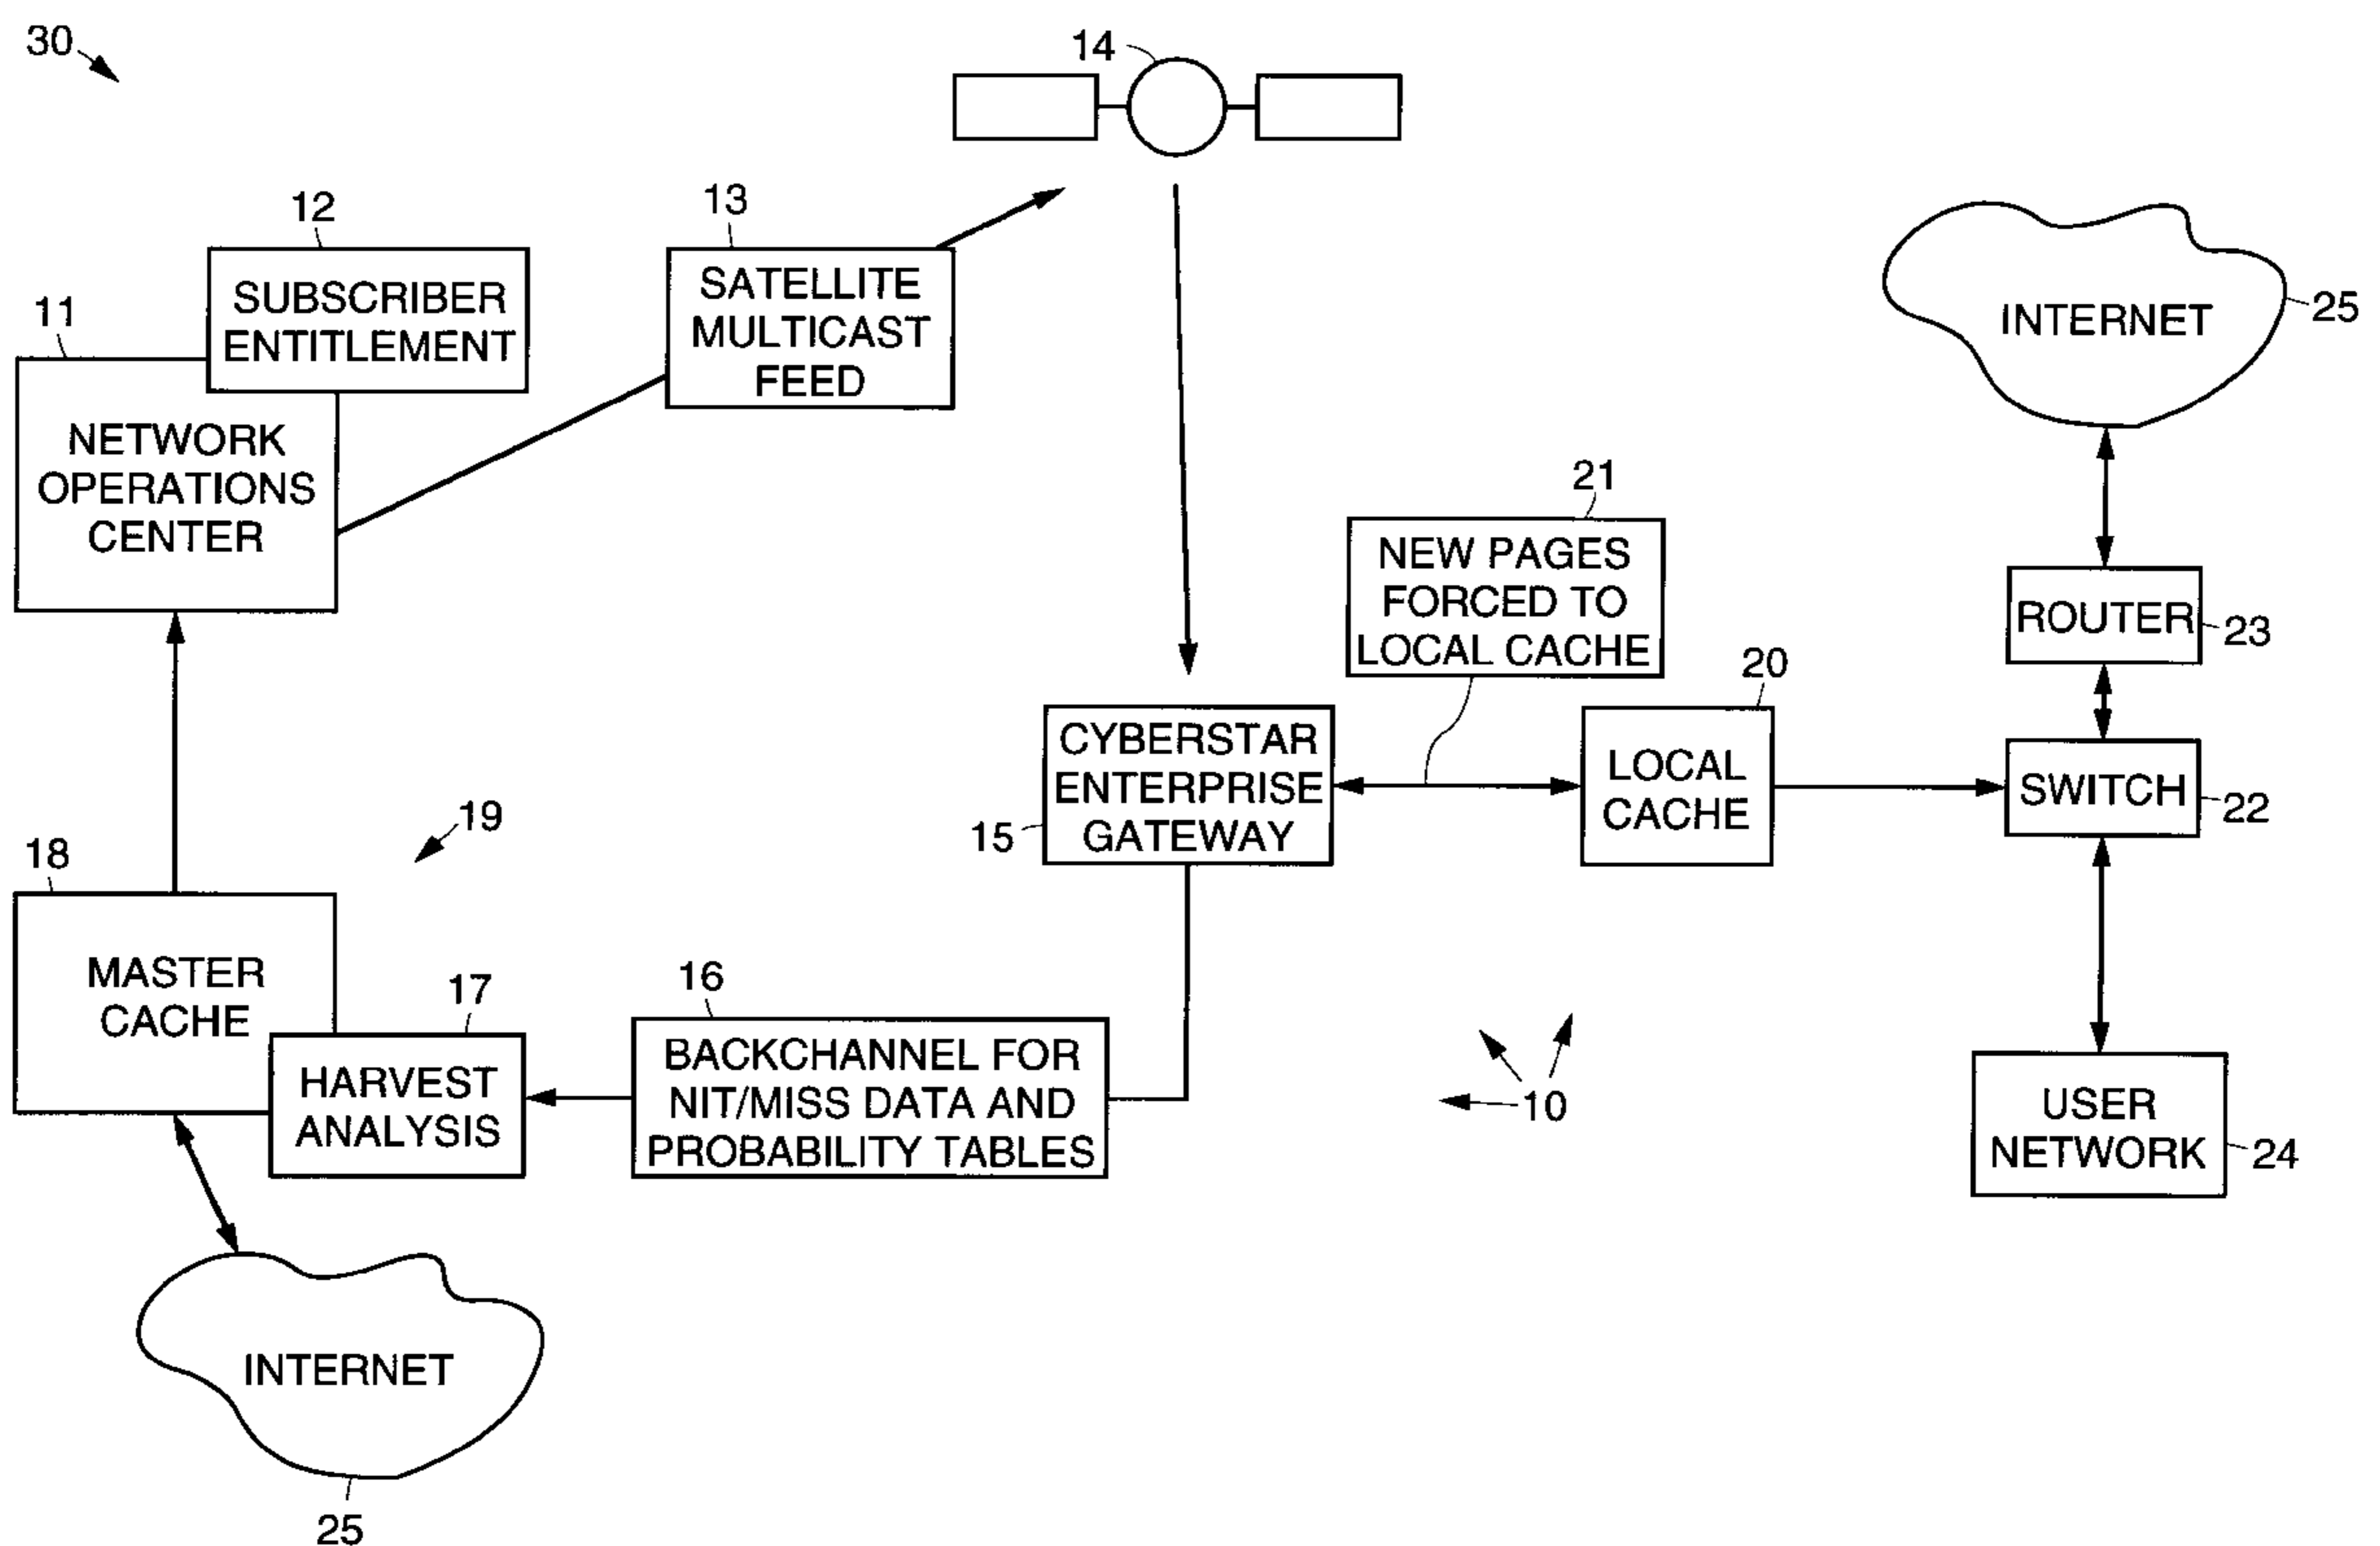 30
14
12
SUBSCRIBER
ENTITLEMENT
11
NETWORK
OPERATIONS
CENTER
13
SATELLITE
MULTICAST
FEED
INTERNET
25
21
NEW PAGES
FORCED TO
LOCAL CACHE
ROUTER
23
CYBERSTAR
ENTERPRISE
GATEWAY
15
20
LOCAL
CACHE
SWITCH
22
19
18
MASTER
CACHE
17
HARVEST
ANALYSIS
16
BACKCHANNEL FOR
NIT/MISS DATA AND
PROBABILITY TABLES
10
USER
NETWORK
24
INTERNET
25